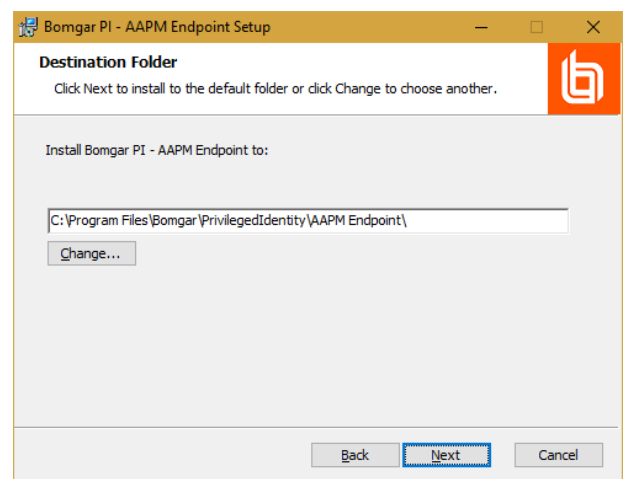 Bomgar PI - AAPM Endpoint Setup
Destination Folder
Click Next to install to the default folder or click Change to choose another.
Install Bomgar PI - AAPM Endpoint to:
C:\Program Files\Bomgar\PrivilegedIdentity\AAPM Endpoint\
Change...
Back Next Cancel